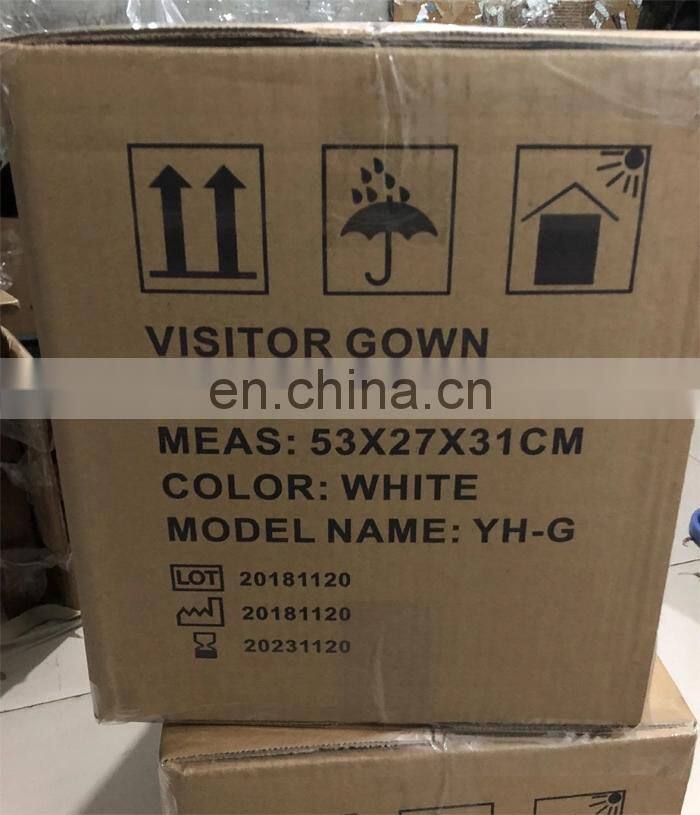 VISITOR GOWN
en.china.cn
MEAS: 53X27X31CM
COLOR: WHITE
MODEL NAME: YH-G
LOT 20181120
20181120
20231120